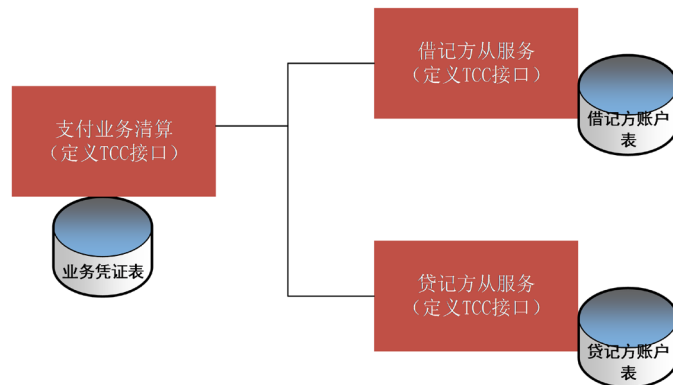 支付业务清算
（定义TCC接口）
业务凭证表
借记方从服务
（定义TCC接口）
借记方账户
表
贷记方从服务
（定义TCC接口）
贷记方账户
表